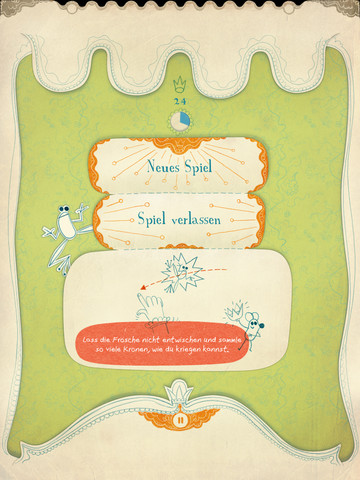 24
Neues Spiel
Spiel verlassen
Lass die Frösche nicht entwischen und sammle
so viele Kronen, wie du kriegen kannst.